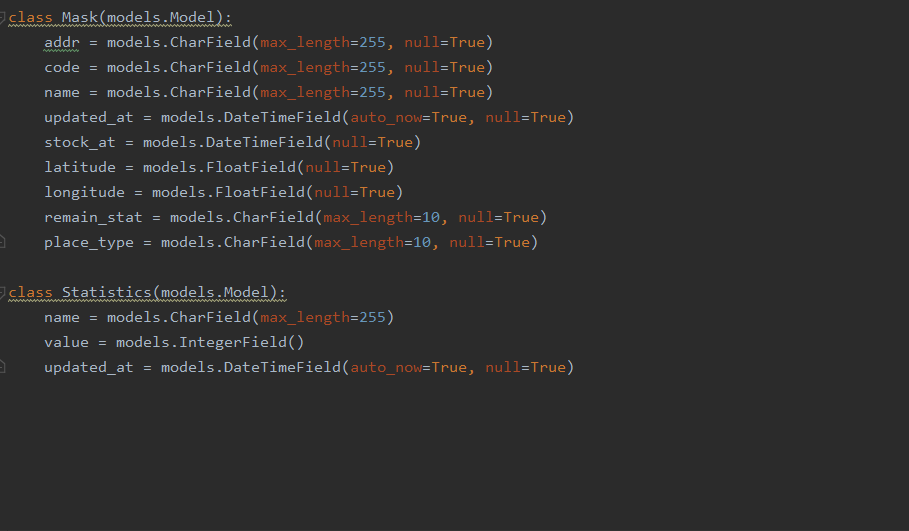 class Mask(models.Model):
    addr = models.CharField(max_length=255, null=True)
    code = models.CharField(max_length=255, null=True)
    name = models.CharField(max_length=255, null=True)
    updated_at = models.DateTimeField(auto_now=True, null=True)
    stock_at = models.DateTimeField(null=True)
    latitude = models.FloatField(null=True)
    longitude = models.FloatField(null=True)
    remain_stat = models.CharField(max_length=10, null=True)
    place_type = models.CharField(max_length=10, null=True)

class Statistics(models.Model):
    name = models.CharField(max_length=255)
    value = models.IntegerField()
    updated_at = models.DateTimeField(auto_now=True, null=True)